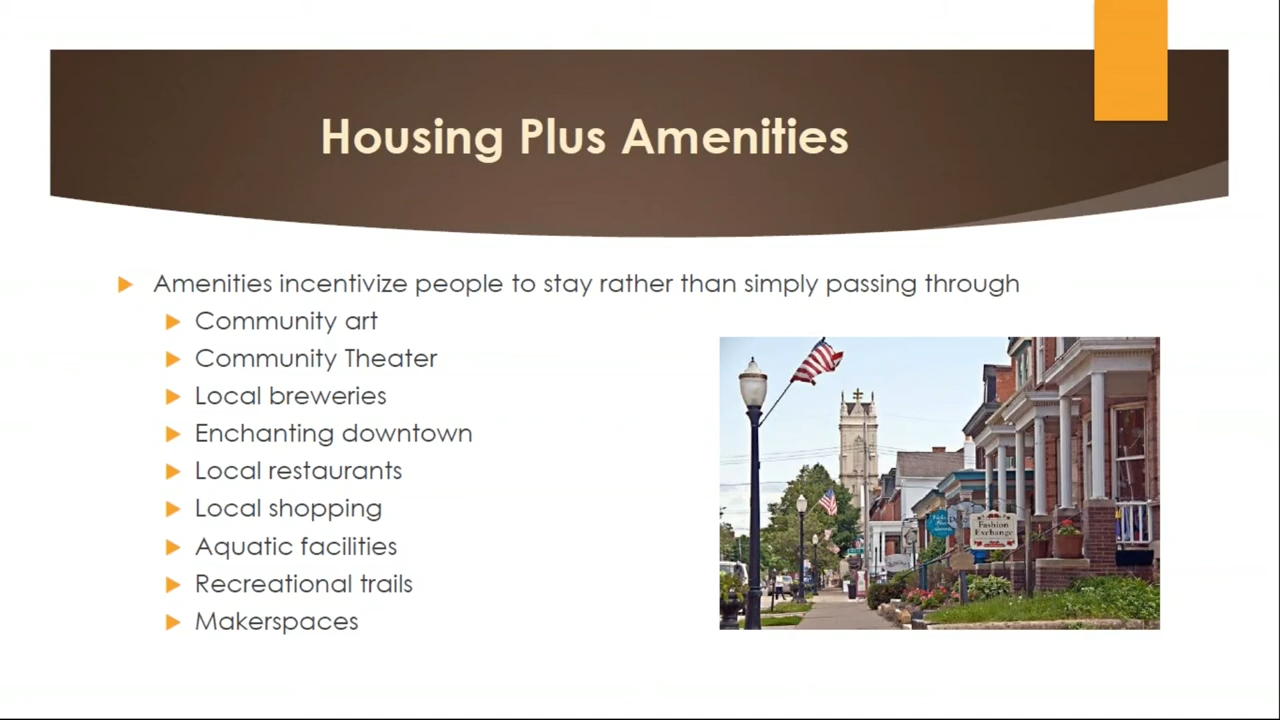 Housing Plus Amenities
Amenities incentivize people to stay rather than simply passing through
Community art
Community Theater
Local breweries
Enchanting downtown
Local restaurants
Local shopping
Aquatic facilities
Recreational trails
Makerspaces
Fashion
Exchange